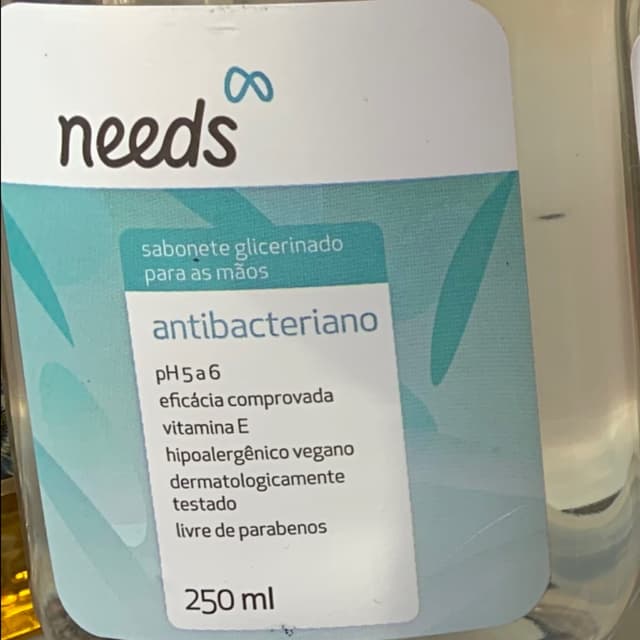 needs
sabonete glicerinado
para as mãos
antibacteriano
pH 5 a 6
eficácia comprovada
vitamina E
hipoalergênico vegano
dermatologicamente
testado
livre de parabenos
250 ml